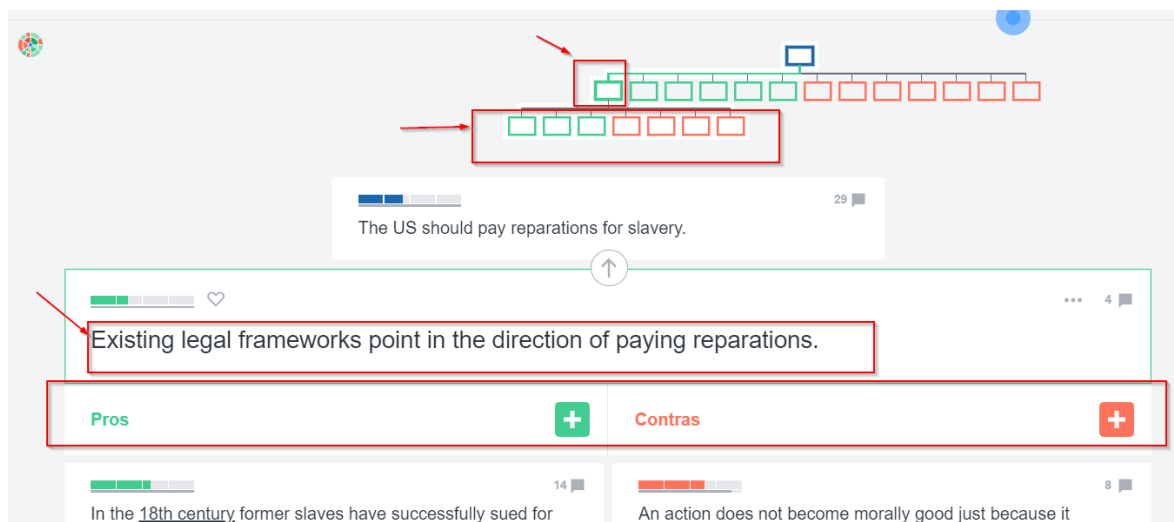 29
The US should pay reparations for slavery.
4
Existing legal frameworks point in the direction of paying reparations.
Pros
Contras
14
8
In the 18th century former slaves have successfully sued for
An action does not become morally good just because it